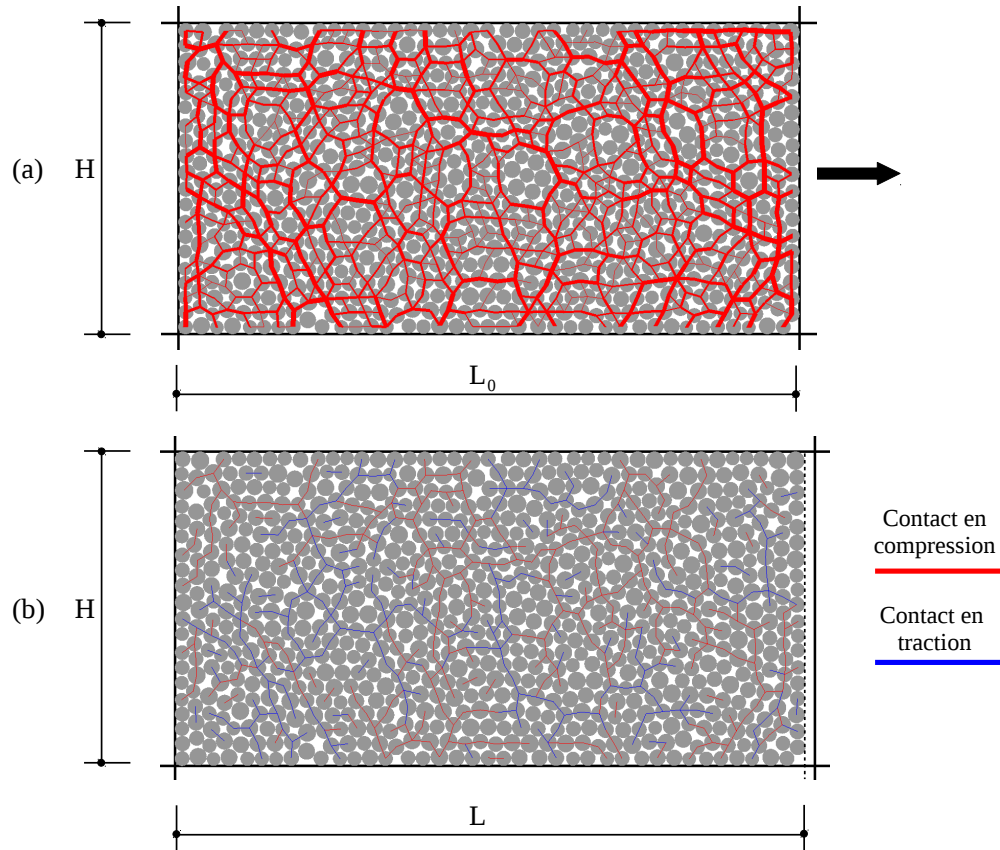 (a)
H
L₀
(b)
H
L
Contact en
compression
Contact en
traction